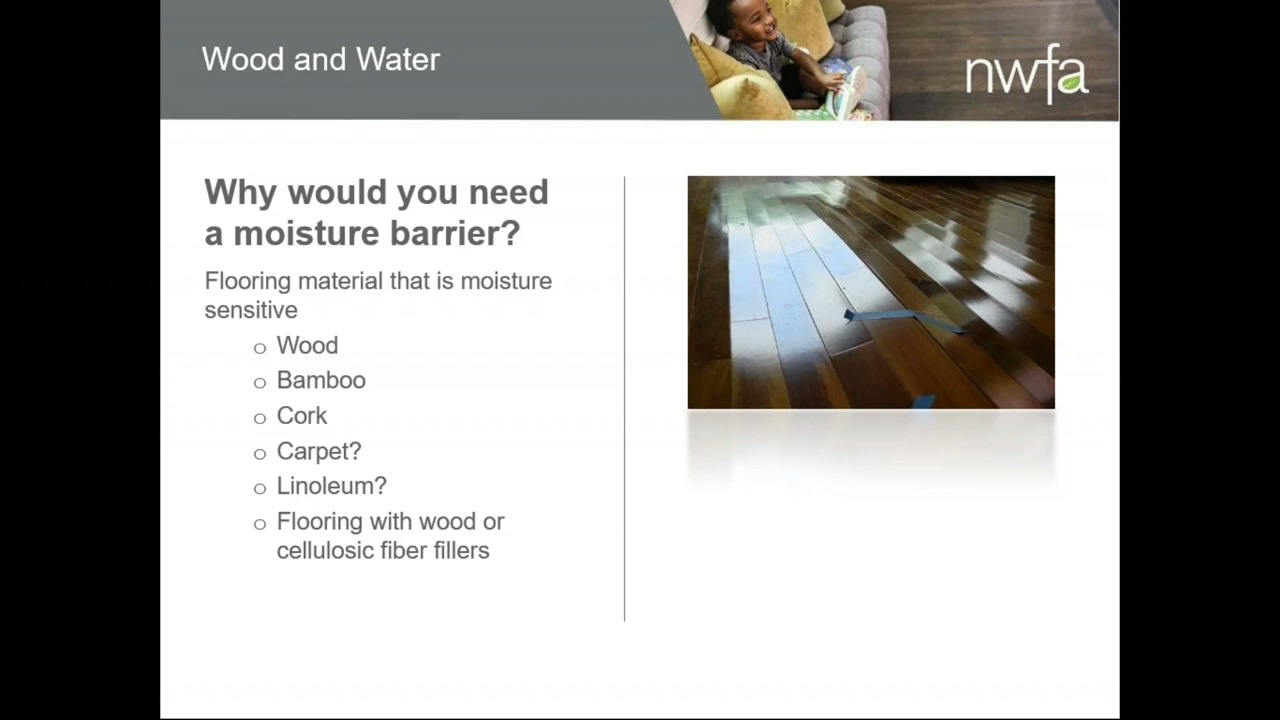 Wood and Water
nwfa
Why would you need
a moisture barrier?
Flooring material that is moisture
sensitive
o Wood
o Bamboo
o Cork
o Carpet?
o Linoleum?
o Flooring with wood or
cellulosic fiber fillers